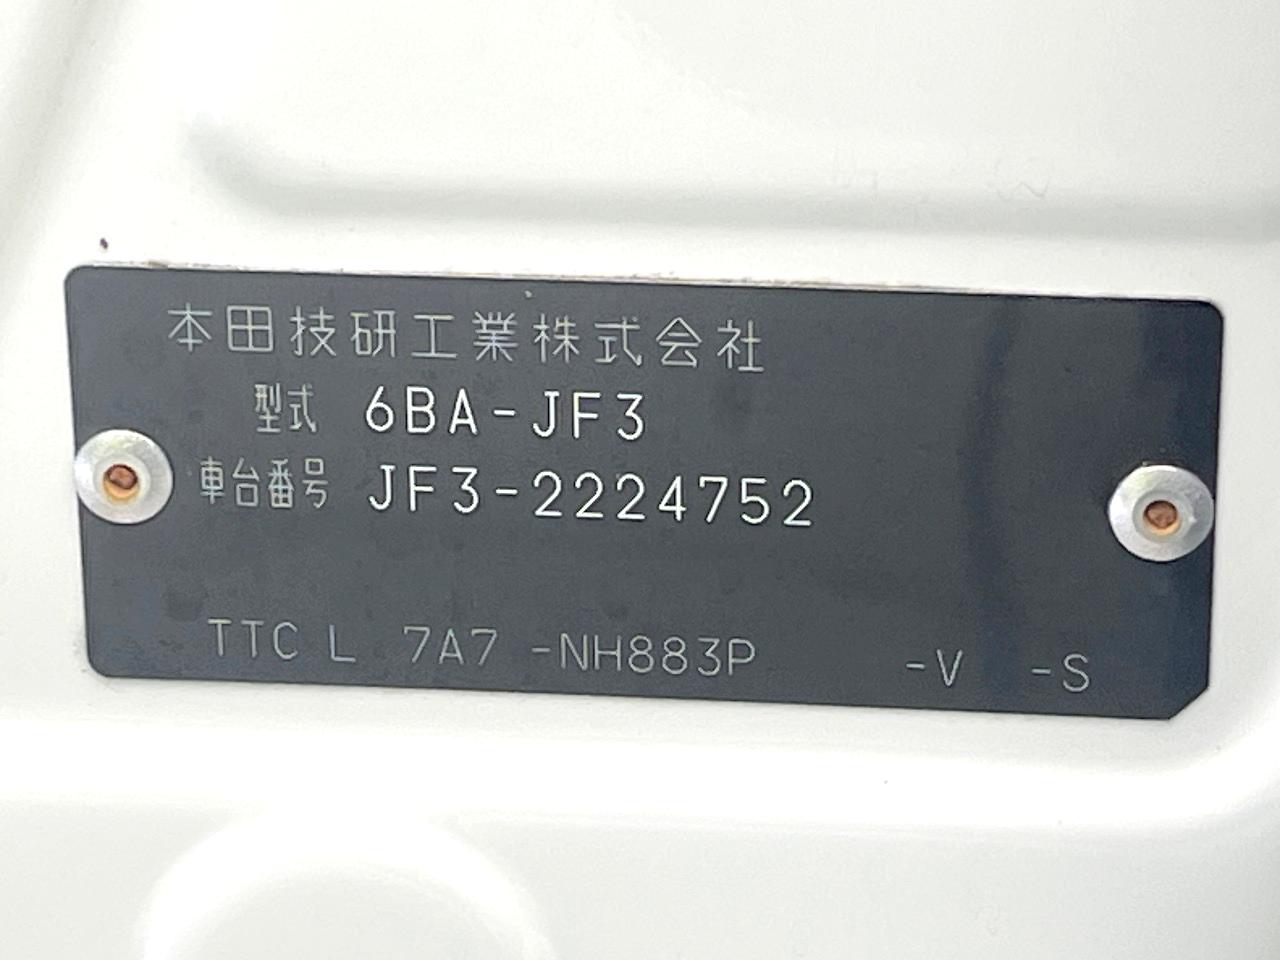 本田技研工業株式会社
型式 6BA-JF3
車台番号 JF3-2224752
TTC L 7A7 -NH883P -V -S